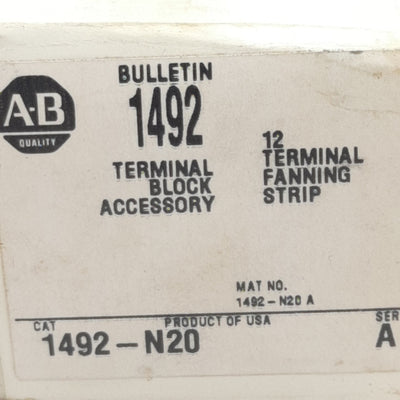 A-B
QUALITY
BULLETIN
1492
TERMINAL
BLOCK
ACCESSORY
12
TERMINAL
FANNING
STRIP
MAT NO.
1492-N20 A
CAT
PRODUCT OF USA
SER
1492-N20
A